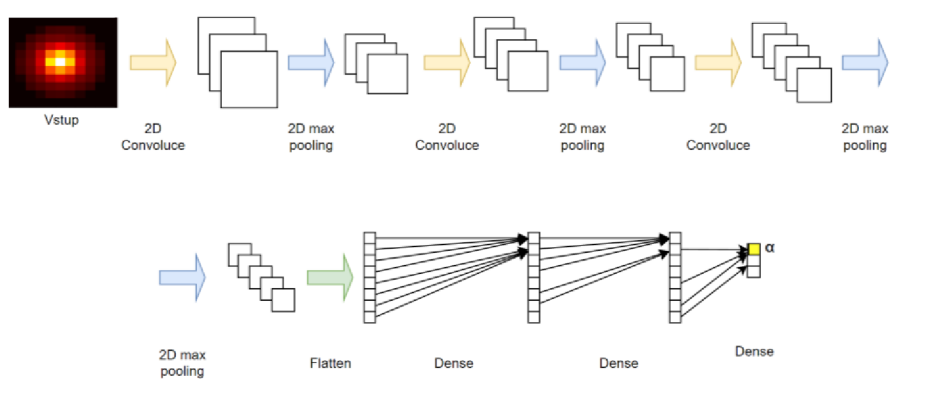 Vstup
2D
Convoluce
2D max
pooling
2D
Convoluce
2D max
pooling
2D
Convoluce
2D max
pooling
α
2D max
pooling
Flatten
Dense
Dense
Dense